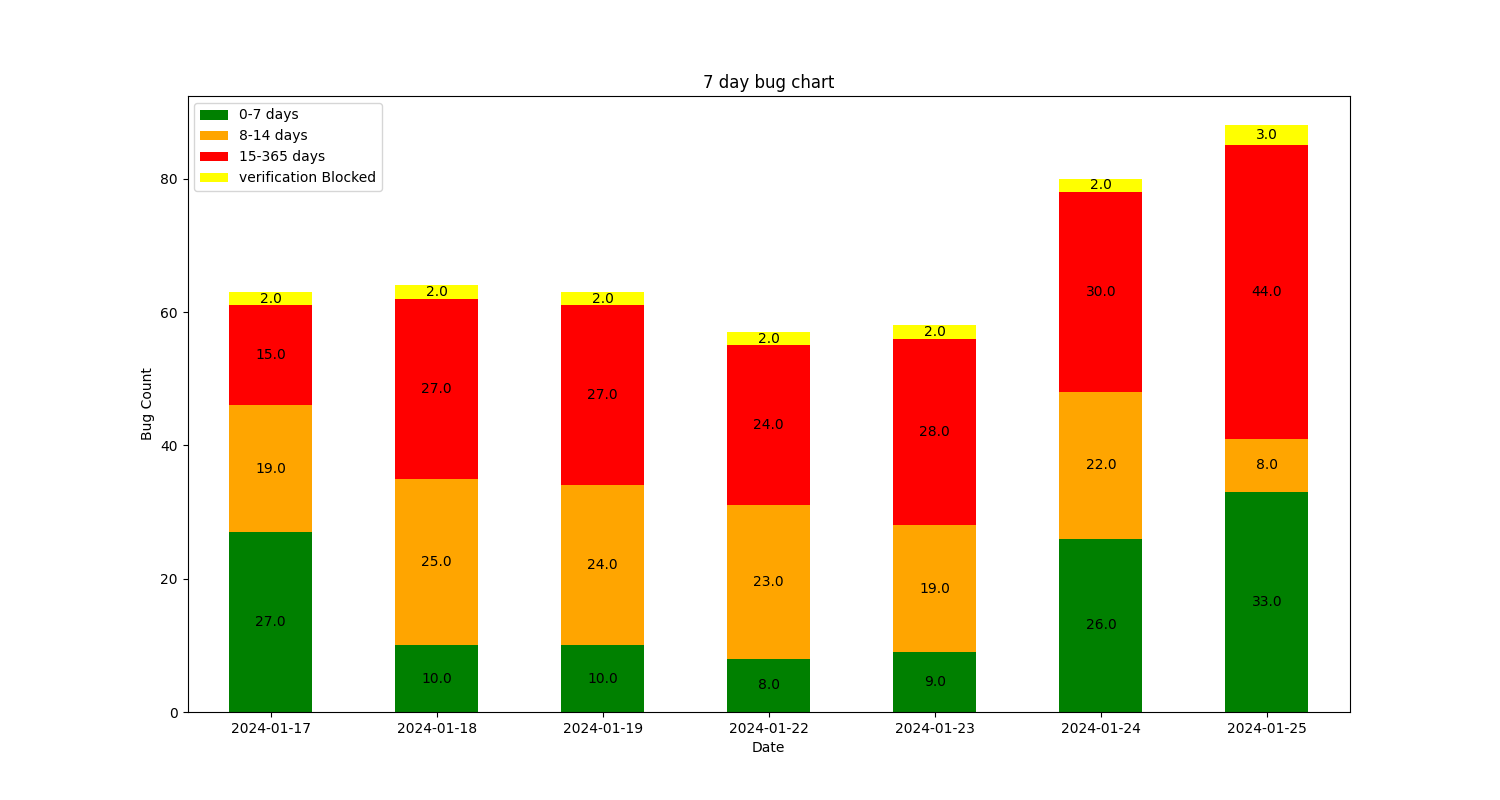 7 day bug chart
0-7 days
8-14 days
15-365 days
verification Blocked
Bug Count
80
60
40
20
0
2.0 2.0 2.0 2.0 2.0 2.0 3.0
15.0 27.0 27.0 24.0 28.0 30.0 44.0
19.0 25.0 24.0 23.0 19.0 22.0 8.0
27.0 10.0 10.0 8.0 9.0 26.0 33.0
2024-01-17 2024-01-18 2024-01-19 2024-01-22 2024-01-23 2024-01-24 2024-01-25
Date